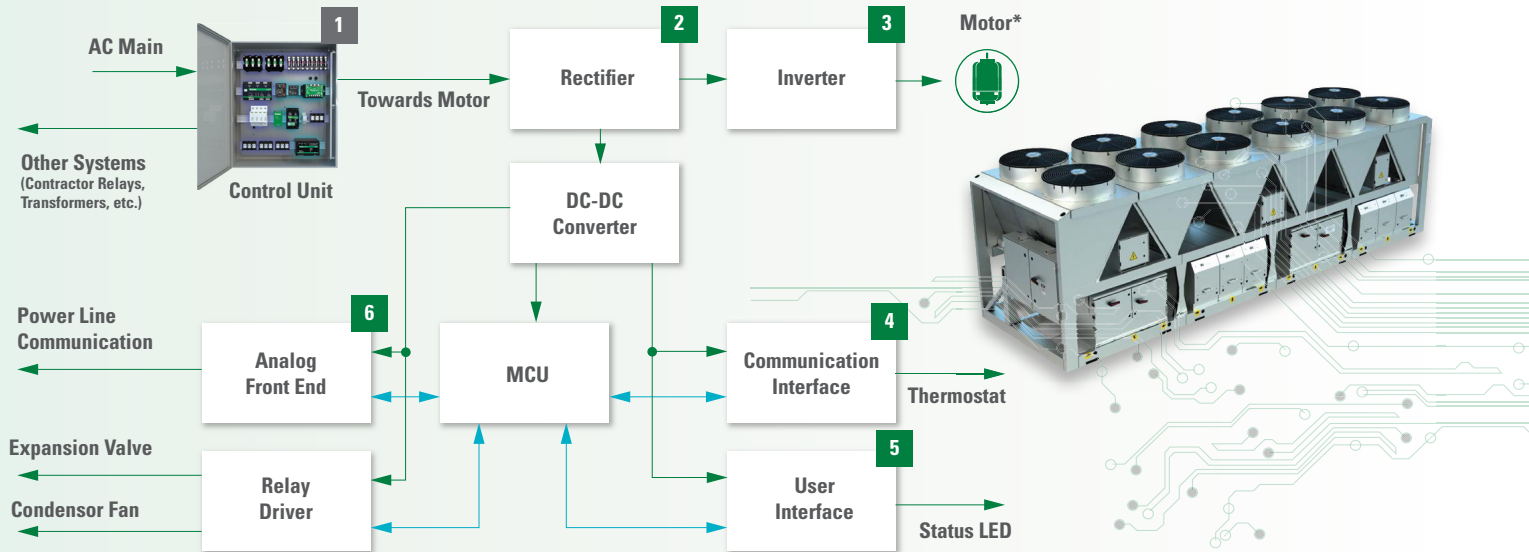 1
2
3
Motor*
AC Main
Rectifier
Inverter
Towards Motor
Other Systems
(Contractor Relays,
Transformers, etc.)
Control Unit
DC-DC
Converter
Power Line
Communication
6
4
Analog
Front End
MCU
Communication
Interface
Thermostat
Expansion Valve
5
Relay
Driver
User
Interface
Condensor Fan
Status LED